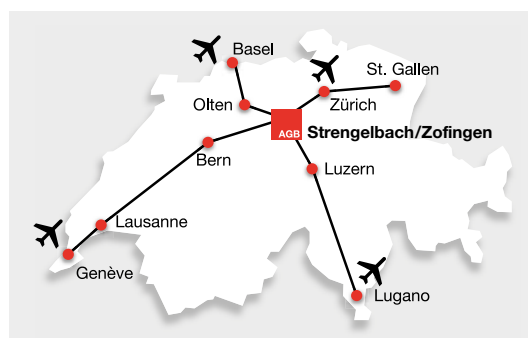 Basel
St. Gallen
Olten
Zürich
AGB
Strengelbach/Zofingen
Bern
Luzern
Lausanne
Genève
Lugano